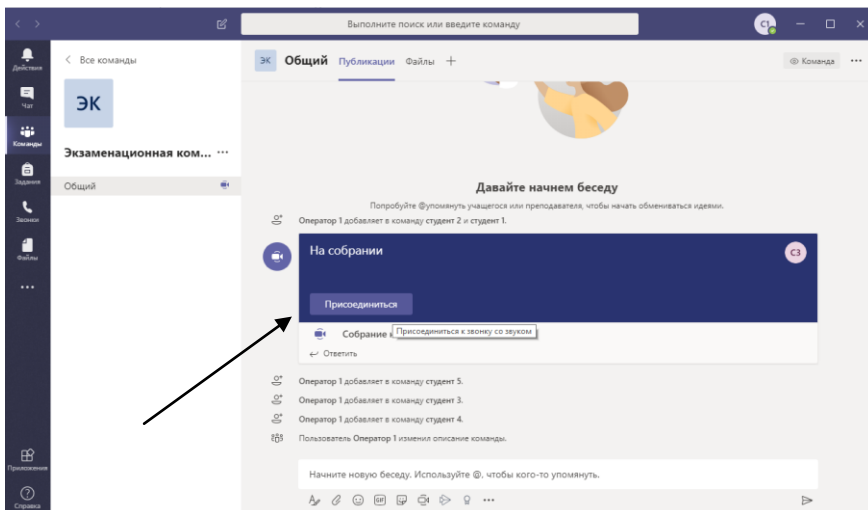 Выполните поиск или введите команду
С1
Действия
Чат
Команды
Задания
Звонки
Файлы
Приложения
Справка
Все команды
ЭК
Экзаменационная ком... ···
Общий
ЭК Общий Публикации Файлы +
Команда ···
Давайте начнем беседу
Попробуйте @упомянуть учащегося или преподавателя, чтобы начать обмениваться идеями.
Оператор 1 добавляет в команду студент 2 и студент 1.
На собрании
С3
Присоединиться
Собрание
Присоединиться к звонку со звуком
Ответить
Оператор 1 добавляет в команду студент 5.
Оператор 1 добавляет в команду студент 3.
Оператор 1 добавляет в команду студент 4.
Пользователь Оператор 1 изменил описание команды.
Начните новую беседу. Используйте @, чтобы кого-то упомянуть.
GIF